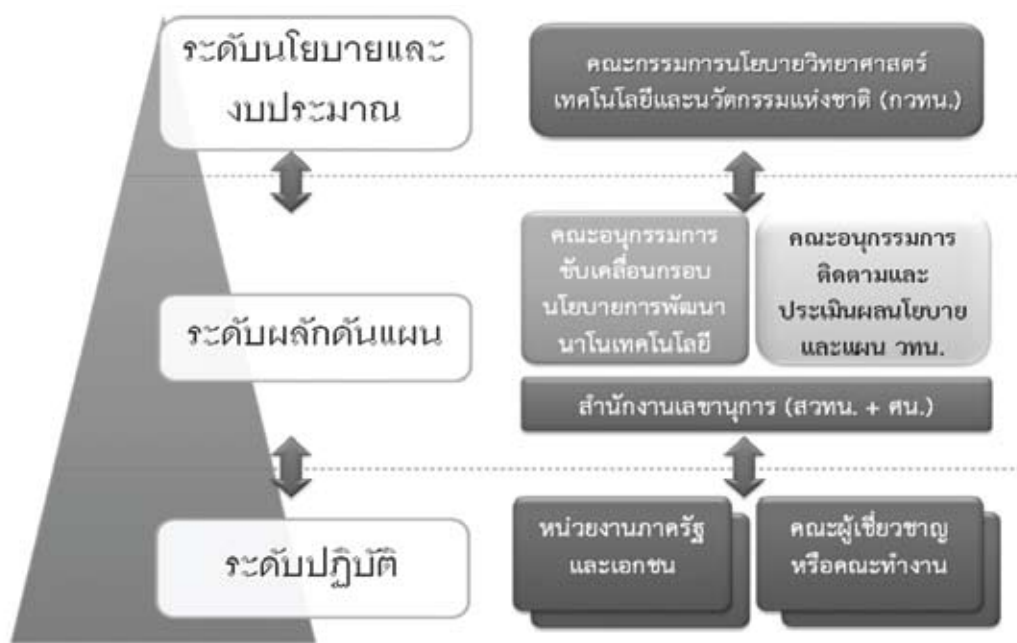 ระดับนโยบายและ
งบประมาณ
คณะกรรมการนโยบายวิทยาศาสตร์
เทคโนโลยีและนวัตกรรมแห่งชาติ (กวทน.)
ระดับผลักดันแผน
คณะอนุกรรมการ
ขับเคลื่อนกรอบ
นโยบายการพัฒนา
นาโนเทคโนโลยี
คณะอนุกรรมการ
ติดตามและ
ประเมินผลนโยบาย
และแผน วทน.
สำนักงานเลขานุการ (สวทน. + ศน.)
ระดับปฏิบัติ
หน่วยงานภาครัฐ
และเอกชน
คณะผู้เชี่ยวชาญ
หรือคณะทำงาน